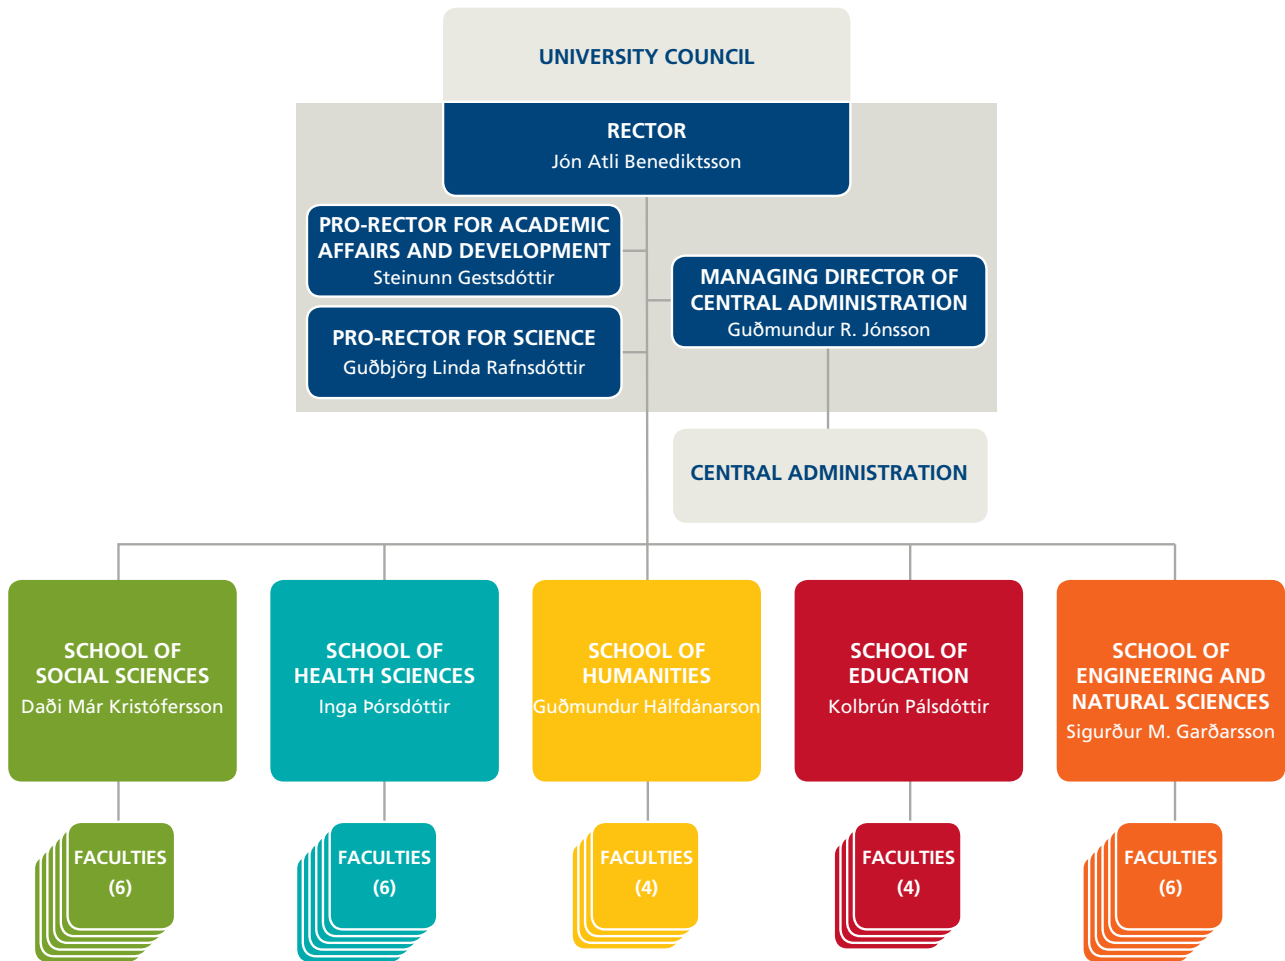 UNIVERSITY COUNCIL
RECTOR
Jón Atli Benediktsson
PRO-RECTOR FOR ACADEMIC
AFFAIRS AND DEVELOPMENT
Steinunn Gestsdóttir
MANAGING DIRECTOR OF
CENTRAL ADMINISTRATION
Guðmundur R. Jónsson
PRO-RECTOR FOR SCIENCE
Guðbjörg Linda Rafnsdóttir
CENTRAL ADMINISTRATION
SCHOOL OF
SOCIAL SCIENCES
Daði Már Kristófersson
SCHOOL OF
HEALTH SCIENCES
Inga Þórsdóttir
SCHOOL OF
HUMANITIES
Guðmundur Hálfdánarson
SCHOOL OF
EDUCATION
Kolbrún Pálsdóttir
SCHOOL OF
ENGINEERING AND
NATURAL SCIENCES
Sigurður M. Garðarsson
FACULTIES
(6)
FACULTIES
(6)
FACULTIES
(4)
FACULTIES
(4)
FACULTIES
(6)